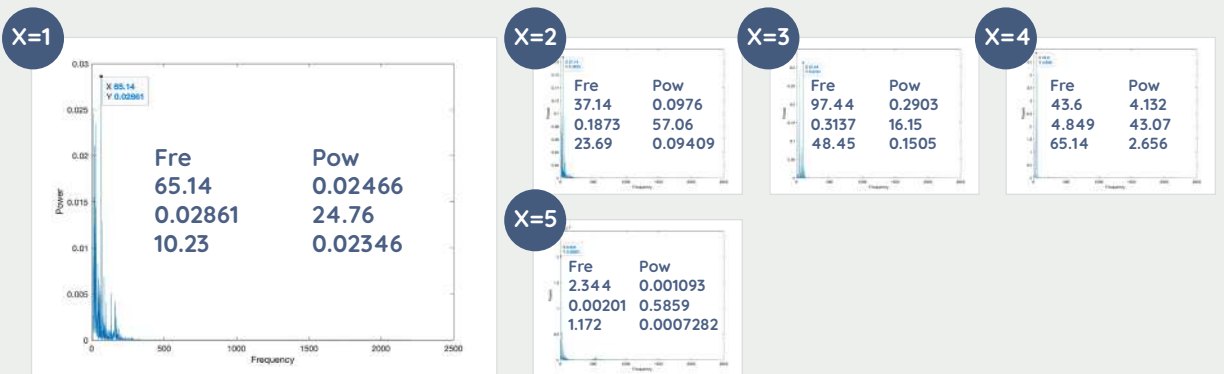 X=1
0.03
X 65.14
Y 0.02861
0.025
0.02
0.015
0.01
0.005
0
Power
Fre Pow
65.14 0.02466
0.02861 24.76
10.23 0.02346
0 500 1000 1500 2000 2500
Frequency
X=2
Fre Pow
37.14 0.0976
0.1873 57.06
23.69 0.09409
Frequency
X=3
Fre Pow
97.44 0.2903
0.3137 16.15
48.45 0.1505
Frequency
X=4
Fre Pow
43.6 4.132
4.849 43.07
65.14 2.656
Frequency
X=5
Fre Pow
2.344 0.001093
0.00201 0.5859
1.172 0.0007282
Frequency